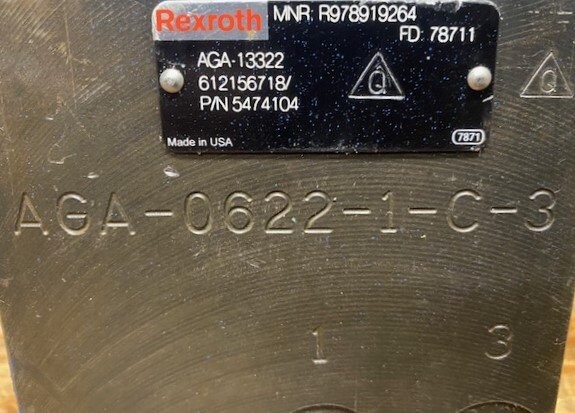 Rexroth MNR: R978919264
FD: 78711
AGA-13322
612156718/
P/N 5474104
Q
Q
Made in USA
7871
AGA-0622-1-C-3
1 3